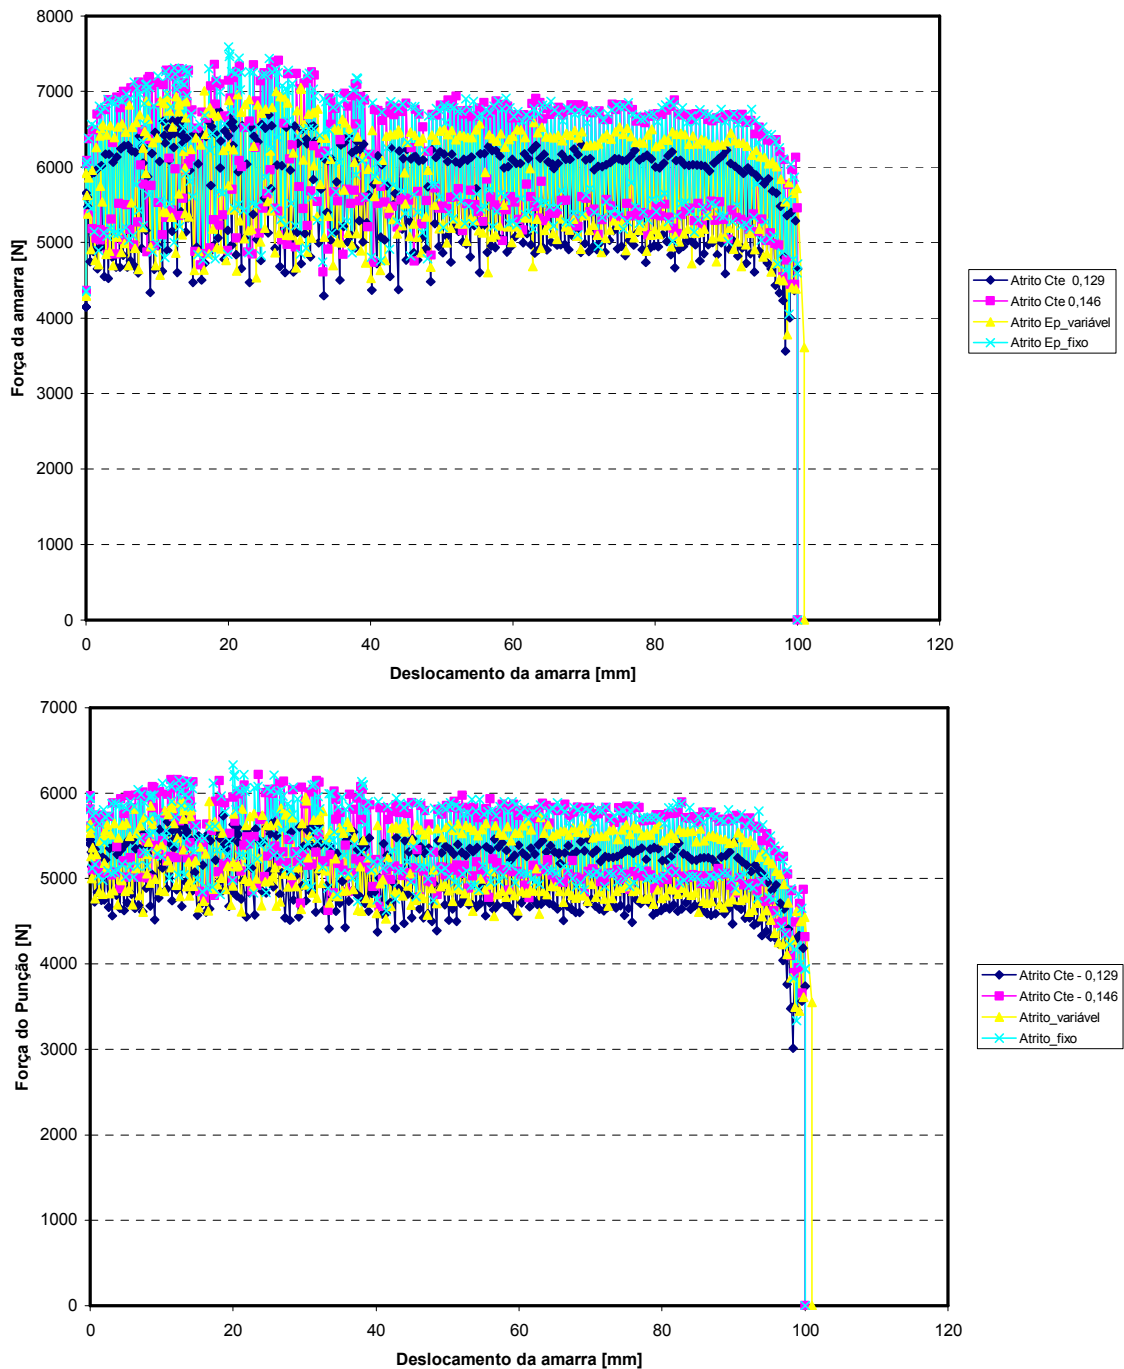 8000
7000
6000
5000
4000
3000
2000
1000
0
Força da amarra [N]
0 20 40 60 80 100 120
Deslocamento da amarra [mm]
Atrito Cte 0,129
Atrito Cte 0,146
Atrito Ep_variável
Atrito Ep_fixo
7000
6000
5000
4000
3000
2000
1000
0
Força do Punção [N]
0 20 40 60 80 100 120
Deslocamento da amarra [mm]
Atrito Cte - 0,129
Atrito Cte - 0,146
Atrito_variável
Atrito_fixo